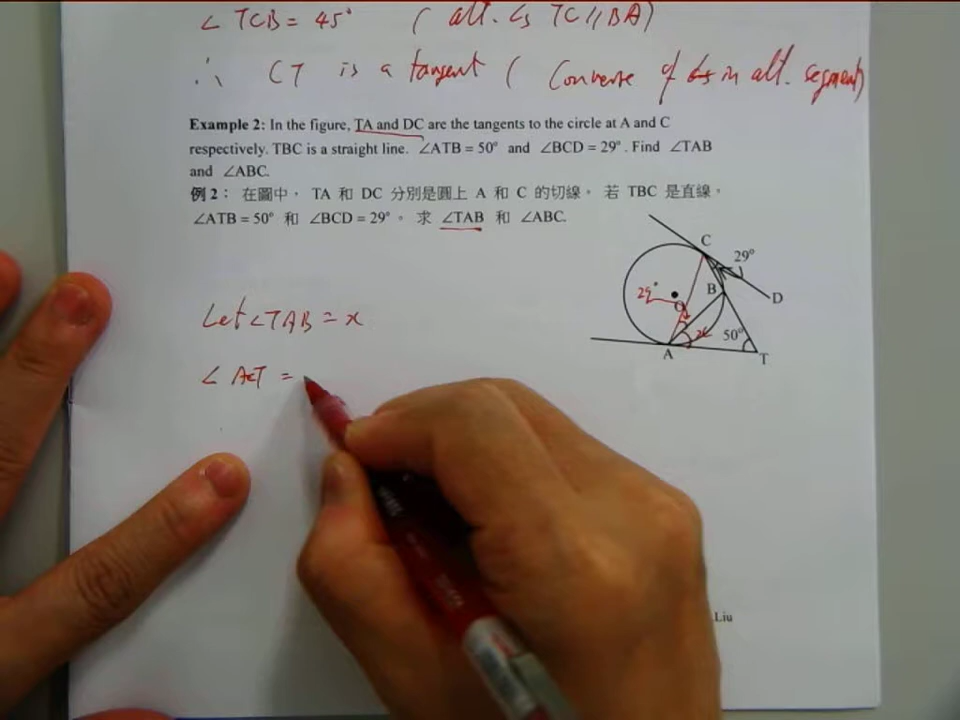 ∠ TCB = 45° ( alt. ∠s TC // BA)
∴ CT is a tangent ( Converse of ∠s in alt. segment)
Example 2: In the figure, TA and DC are the tangents to the circle at A and C
respectively. TBC is a straight line. ∠ATB = 50° and ∠BCD = 29°. Find ∠TAB
and ∠ABC.
例 2： 在圖中， TA 和 DC 分別是圓上 A 和 C 的切線。 若 TBC 是直線，
∠ATB = 50° 和 ∠BCD = 29°。 求 ∠TAB 和 ∠ABC.
C
29°
29°
B
D
O
Let ∠TAB = x
x
50°
A
T
∠ ACT =
Liu